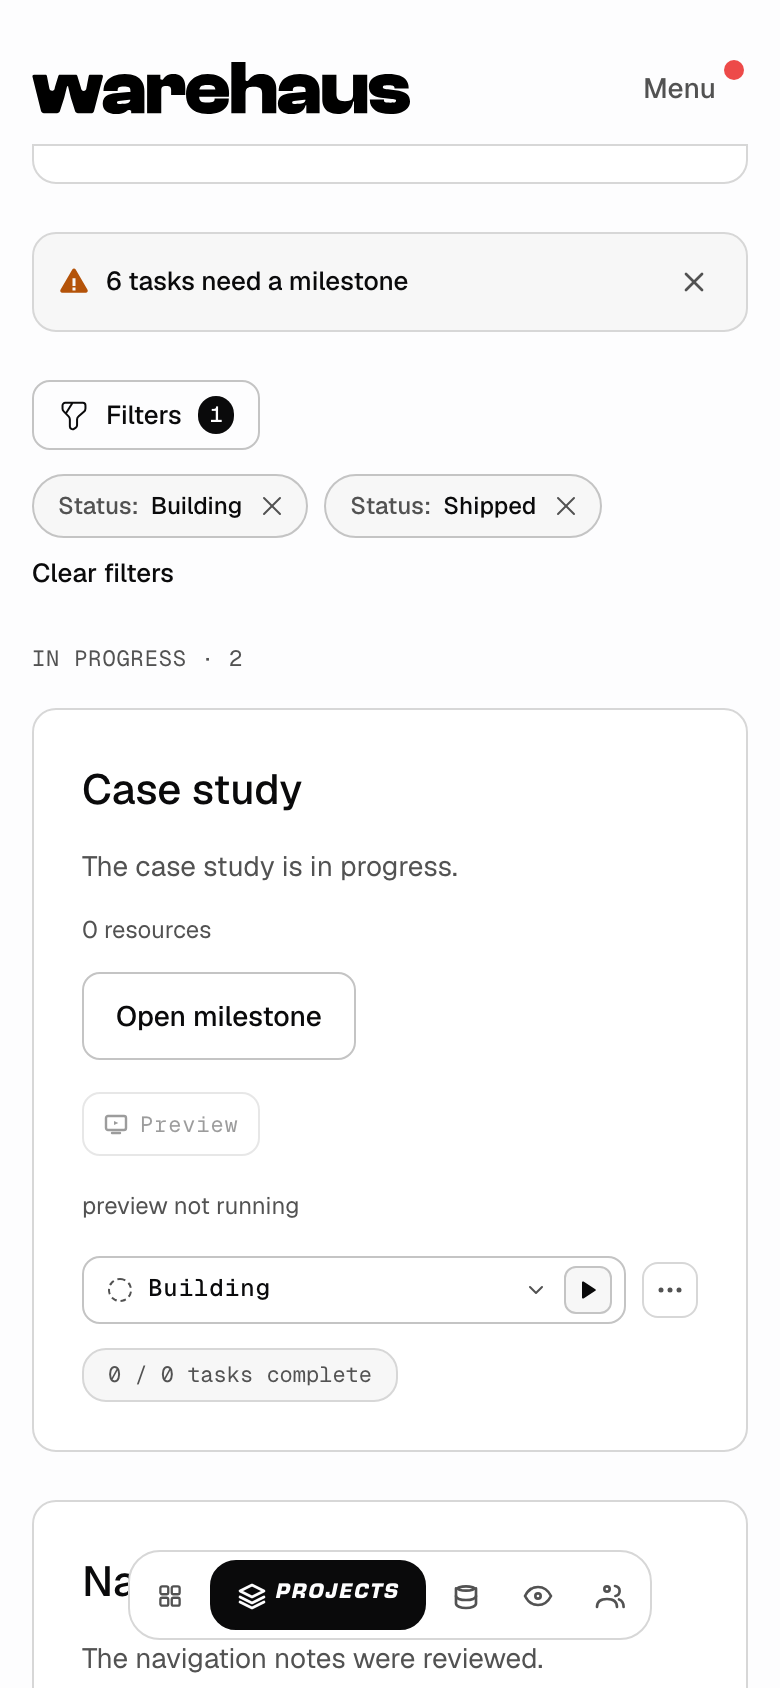 warehaus
Menu
6 tasks need a milestone
Filters 1
Status: Building
Status: Shipped
Clear filters
IN PROGRESS · 2
Case study
The case study is in progress.
0 resources
Open milestone
Preview
preview not running
Building
0 / 0 tasks complete
Na
PROJECTS
The navigation notes were reviewed.